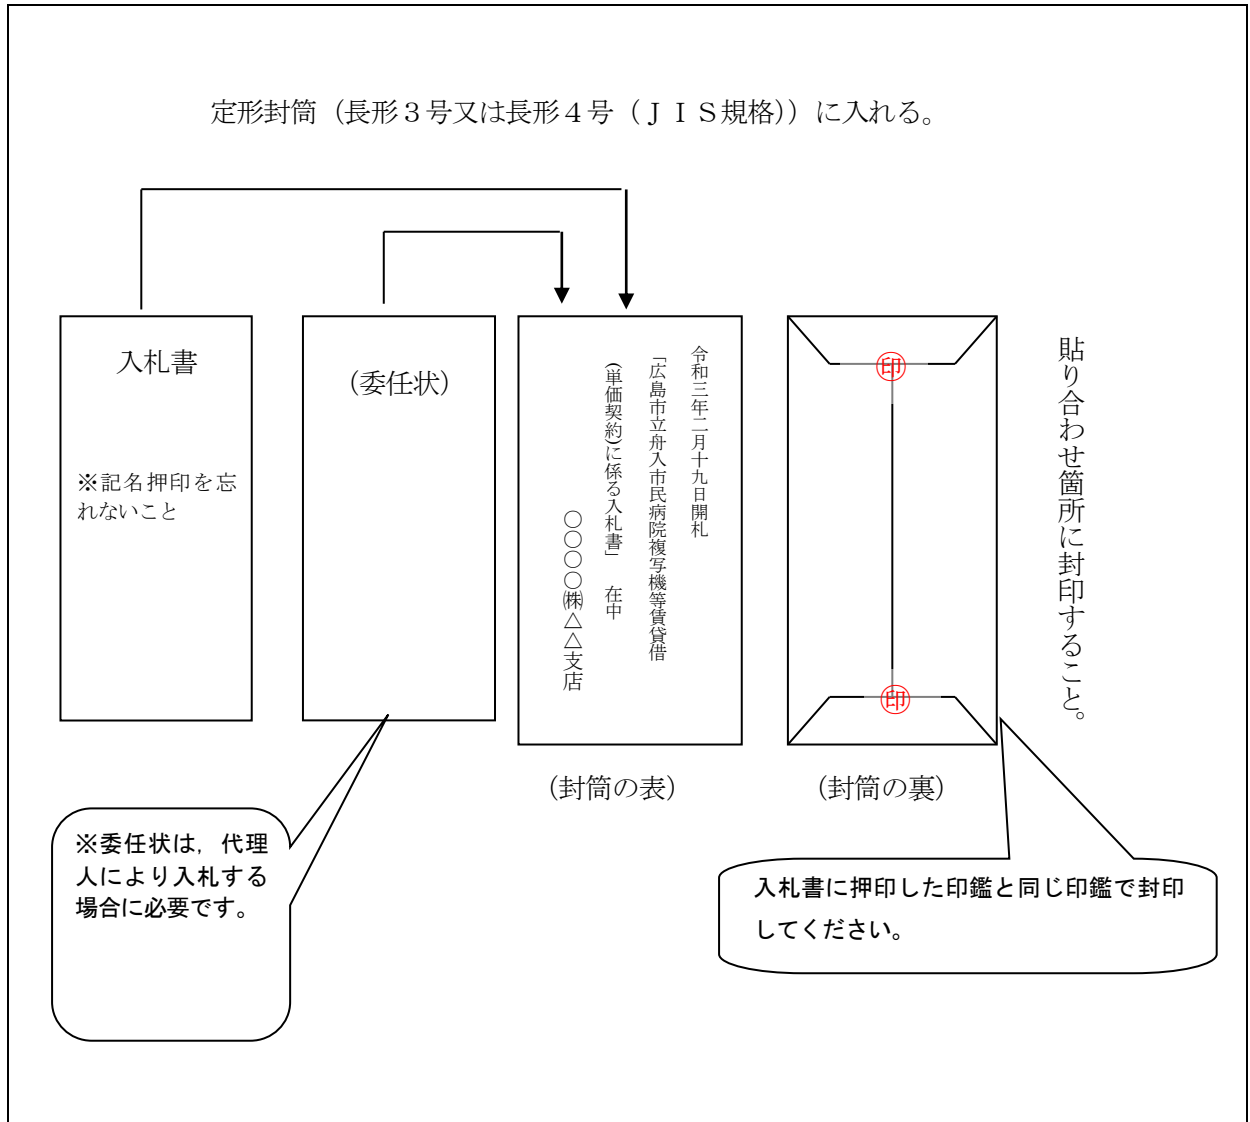 定形封筒（長形３号又は長形４号（ＪＩＳ規格））に入れる。
入札書
※記名押印を忘
れないこと
（委任状）
令和三年二月十九日開札
「広島市立舟入市民病院複写機等賃貸借
（単価契約）に係る入札書」　在中
〇〇〇〇㈱△△支店
印
印
貼り合わせ箇所に封印すること。
（封筒の表）
（封筒の裏）
※委任状は，代理
人により入札する
場合に必要です。
入札書に押印した印鑑と同じ印鑑で封印
してください。